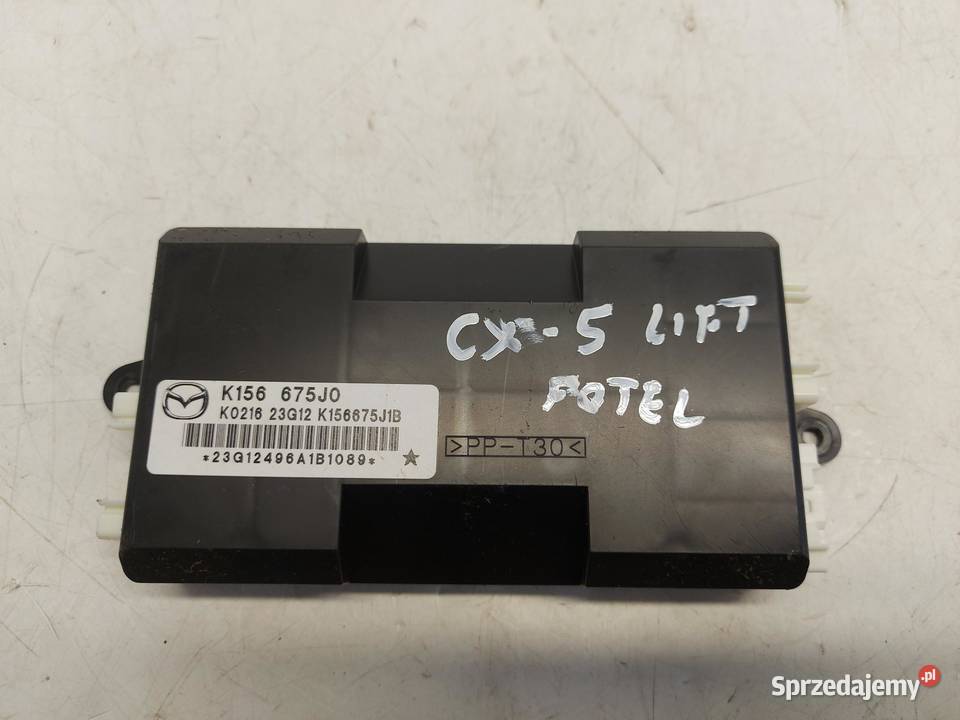 CX-5 LIFT
FOTEL
K156 675J0
K0216 23G12 K156675J1B
>PP-T30<
*23G12496A1B1089*
Sprzedajemy.pl